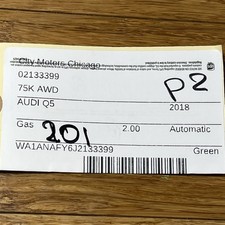 City Motors Chicago
02133399
75K AWD
P2
AUDI Q5 2018
Gas 201 2.00 Automatic
WA1ANAFY6J2133399 Green